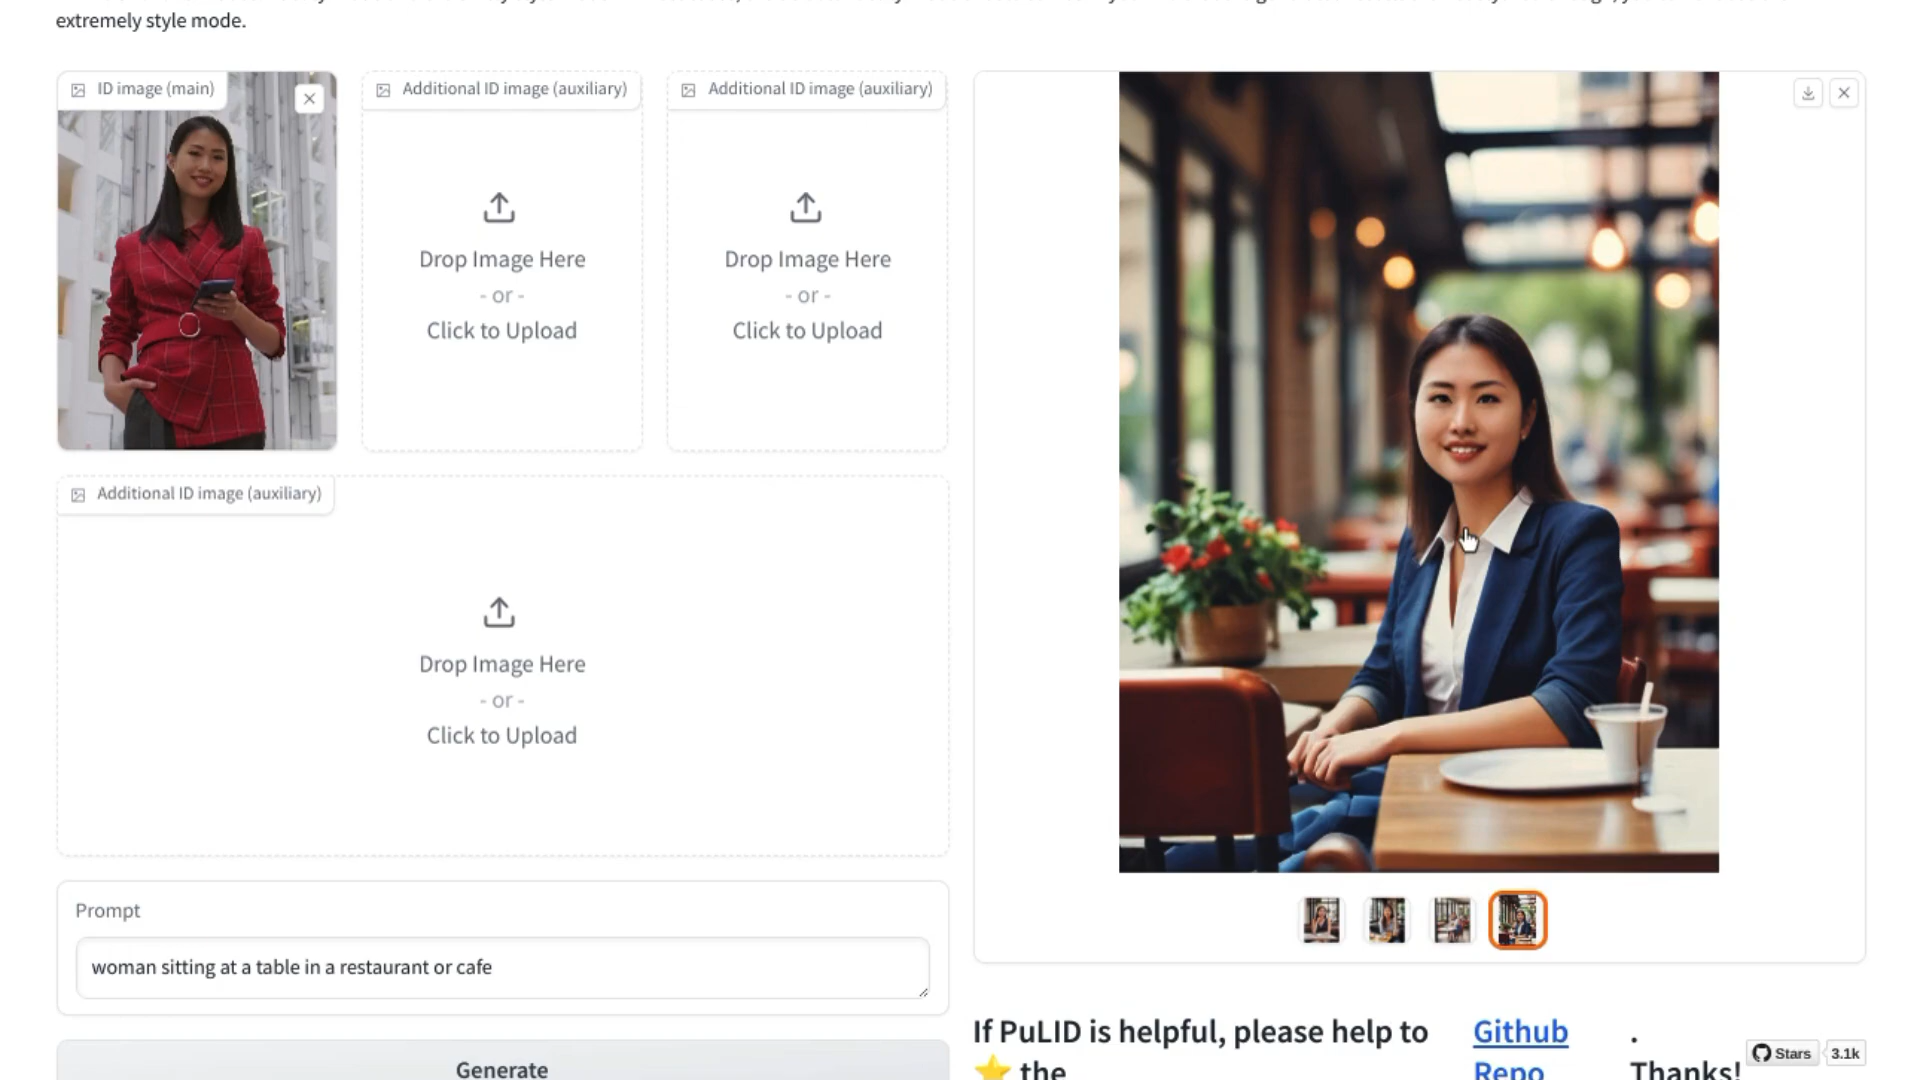 extremely style mode.
ID image (main)
Additional ID image (auxiliary)
Additional ID image (auxiliary)
Drop Image Here
- or -
Click to Upload
Drop Image Here
- or -
Click to Upload
Additional ID image (auxiliary)
Drop Image Here
- or -
Click to Upload
Prompt
woman sitting at a table in a restaurant or cafe
Generate
If PuLID is helpful, please help to
⭐ the
Github
Repo
.
Thanks!
Stars
3.1k